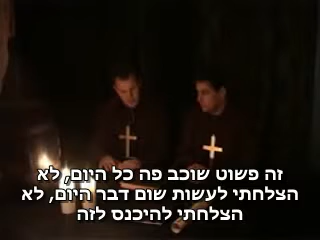 זה פשוט שוכב פה כל היום, לא
הצלחתי לעשות שום דבר היום, לא
הצלחתי להיכנס לזה